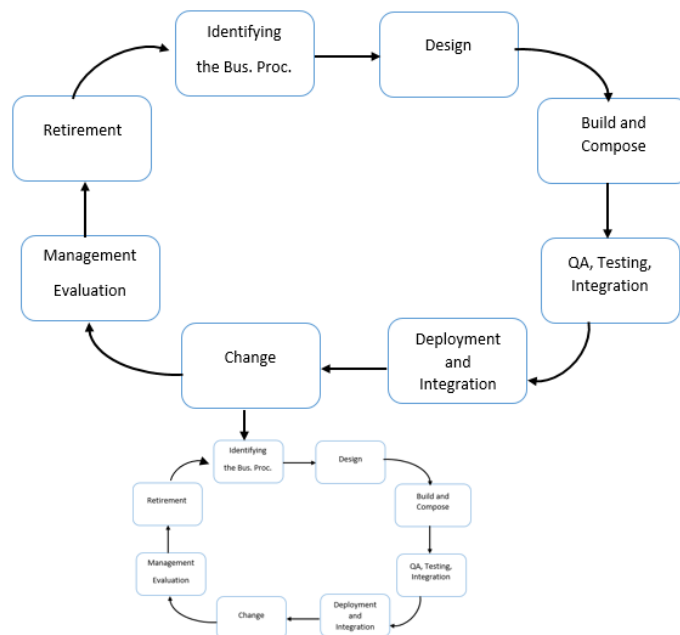 Identifying
the Bus. Proc.
Design
Retirement
Build and
Compose
Management
Evaluation
QA, Testing,
Integration
Change
Deployment
and
Integration
Identifying
the Bus. Proc.
Design
Retirement
Build and
Compose
Management
Evaluation
QA, Testing,
Integration
Change
Deployment
and
Integration